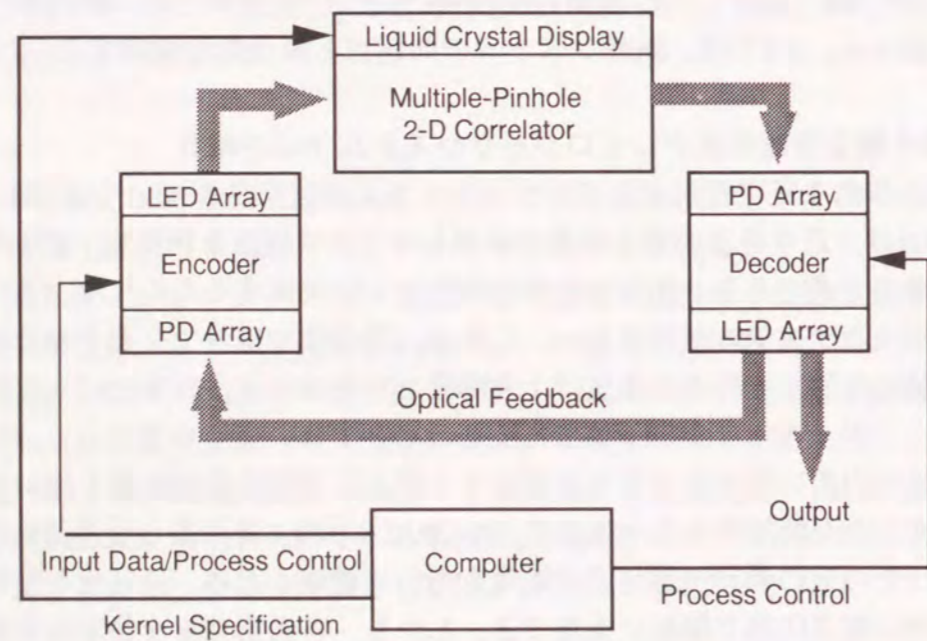 Liquid Crystal Display
Multiple-Pinhole
2-D Correlator
LED Array
Encoder
PD Array
PD Array
Decoder
LED Array
Optical Feedback
Output
Input Data/Process Control
Computer
Process Control
Kernel Specification